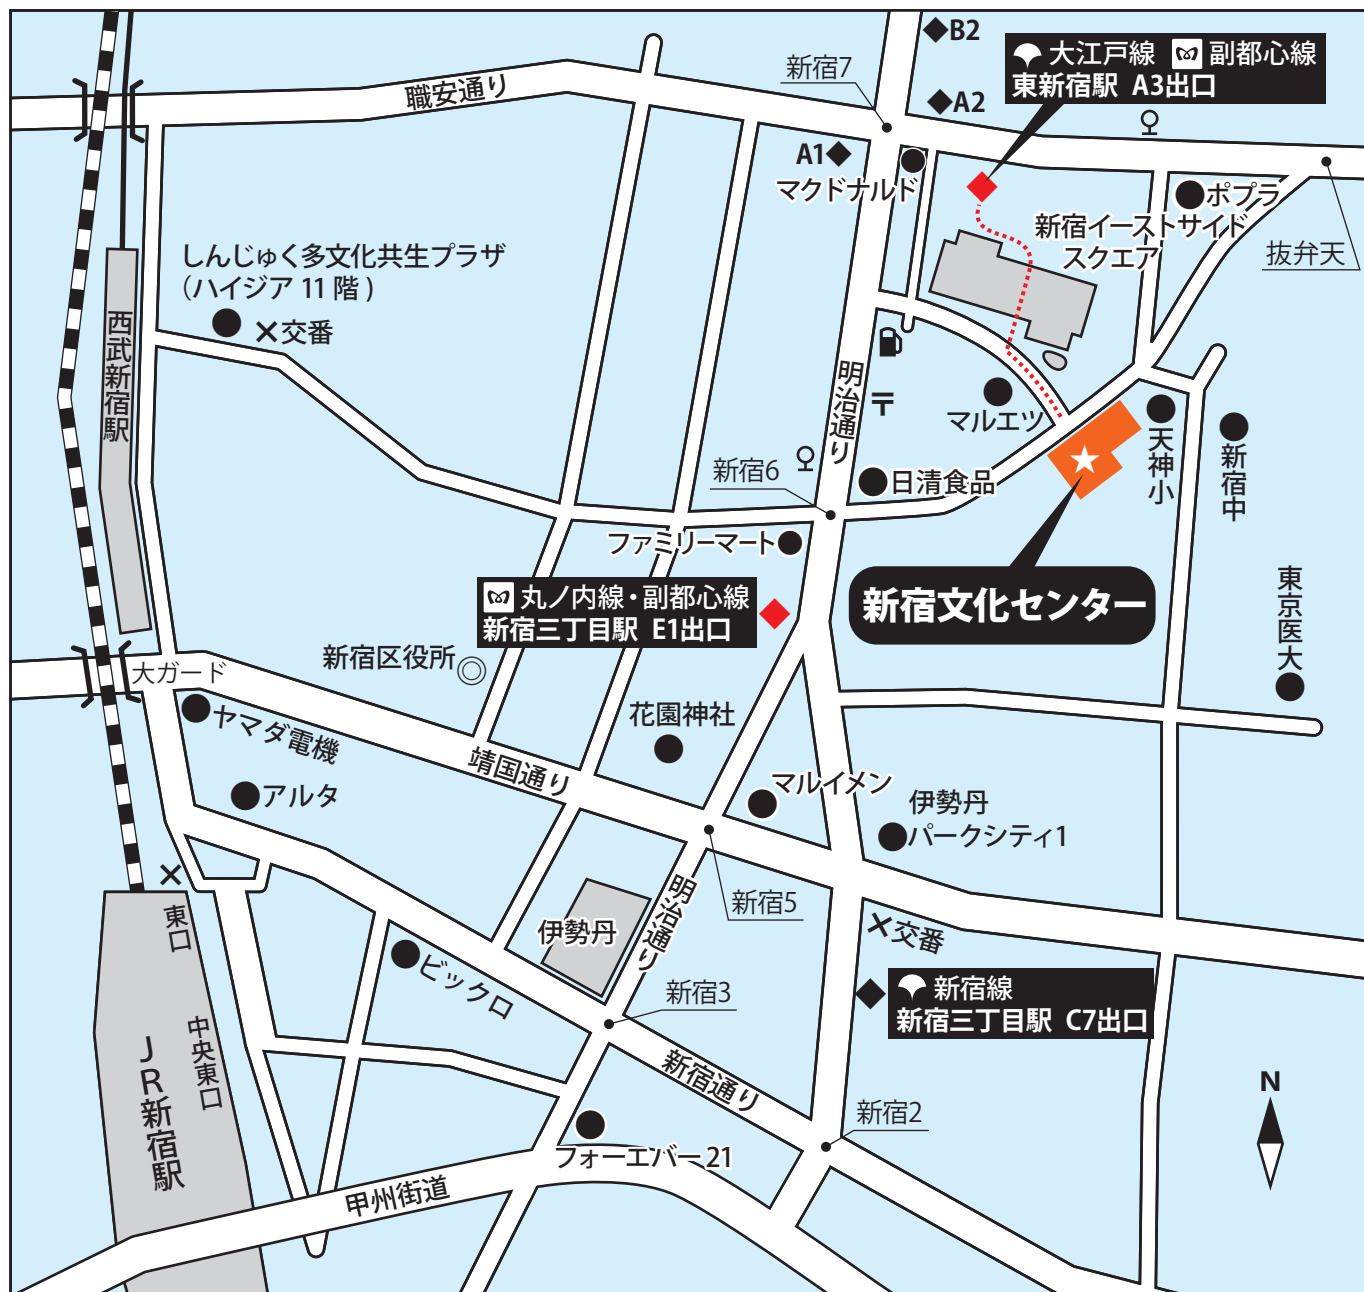 B2
大江戸線 副都心線
東新宿駅 A3出口
新宿7
職安通り
A2
A1
マクドナルド
ポプラ
新宿イーストサイド
スクエア
抜弁天
しんじゅく多文化共生プラザ
（ハイジア 11 階 )
交番
西武新宿駅
明治通り
〒
マルエツ
天神小
新宿中
新宿6
日清食品
ファミリーマート
丸ノ内線・副都心線
新宿三丁目駅 E1出口
新宿文化センター
東京医大
新宿区役所
大ガード
ヤマダ電機
花園神社
靖国通り
マルイメン
アルタ
伊勢丹
パークシティ1
明治通り
新宿5
伊勢丹
交番
東口
ビックロ
新宿3
新宿線
新宿三丁目駅 C7出口
中央東口
JR新宿駅
新宿通り
新宿2
N
フォーエバー21
甲州街道